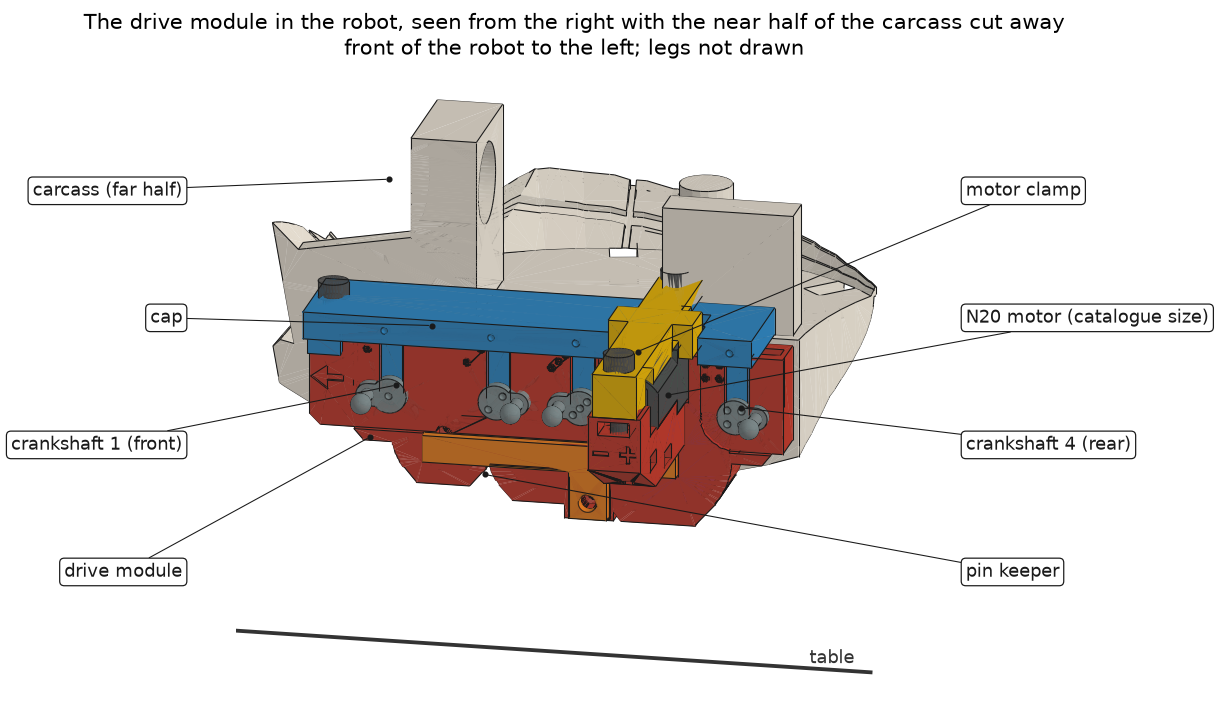 The drive module in the robot, seen from the right with the near half of the carcass cut away
front of the robot to the left; legs not drawn
carcass (far half)
motor clamp
cap
N20 motor (catalogue size)
crankshaft 1 (front)
crankshaft 4 (rear)
− +
drive module
pin keeper
table